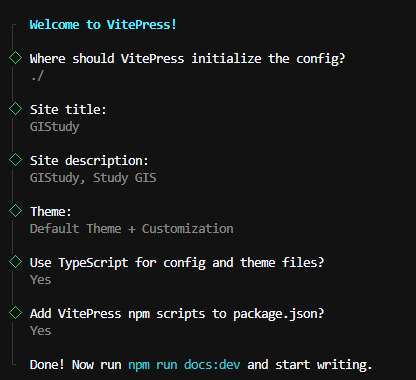 Welcome to VitePress!
Where should VitePress initialize the config?
./
Site title:
GIStudy
Site description:
GIStudy, Study GIS
Theme:
Default Theme + Customization
Use TypeScript for config and theme files?
Yes
Add VitePress npm scripts to package.json?
Yes
Done! Now run npm run docs:dev and start writing.